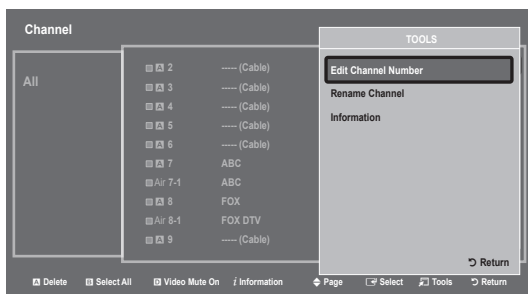 Channel
TOOLS
All
A 2 ----- (Cable)
A 3 ----- (Cable)
A 4 ----- (Cable)
A 5 ----- (Cable)
A 6 ----- (Cable)
A 7 ABC
Air 7-1 ABC
A 8 FOX
Air 8-1 FOX DTV
A 9 ----- (Cable)
Edit Channel Number
Rename Channel
Information
Return
A Delete B Select All D Video Mute On i Information Page Select Tools Return